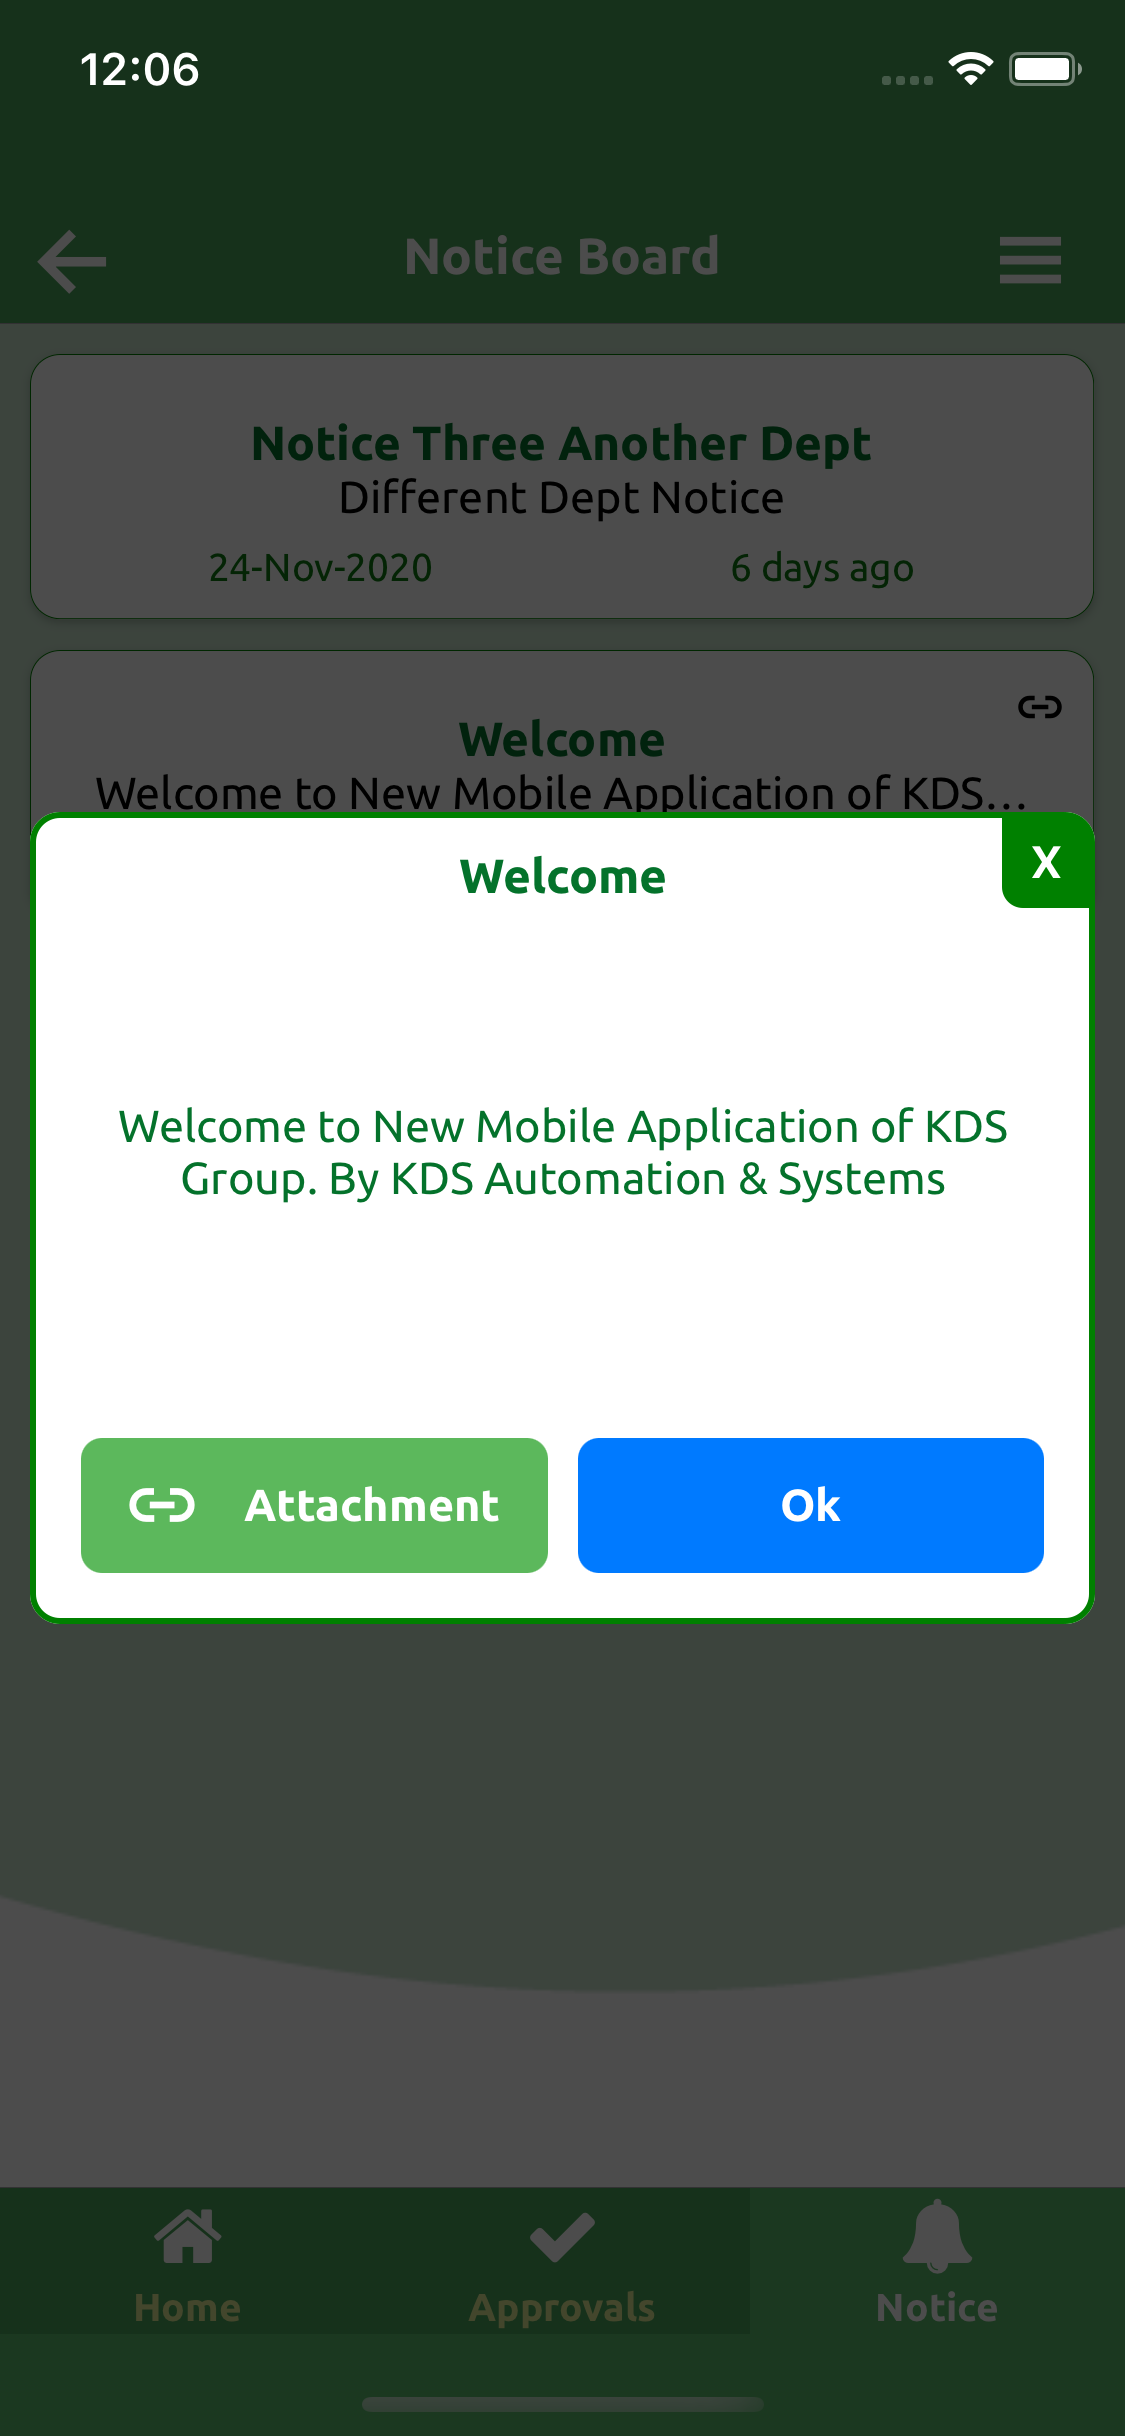 12:06
Notice Board
Notice Three Another Dept
Different Dept Notice
24-Nov-2020 6 days ago
Welcome
Welcome to New Mobile Application of KDS...
Welcome X
Welcome to New Mobile Application of KDS
Group. By KDS Automation & Systems
Attachment Ok
Home Approvals Notice